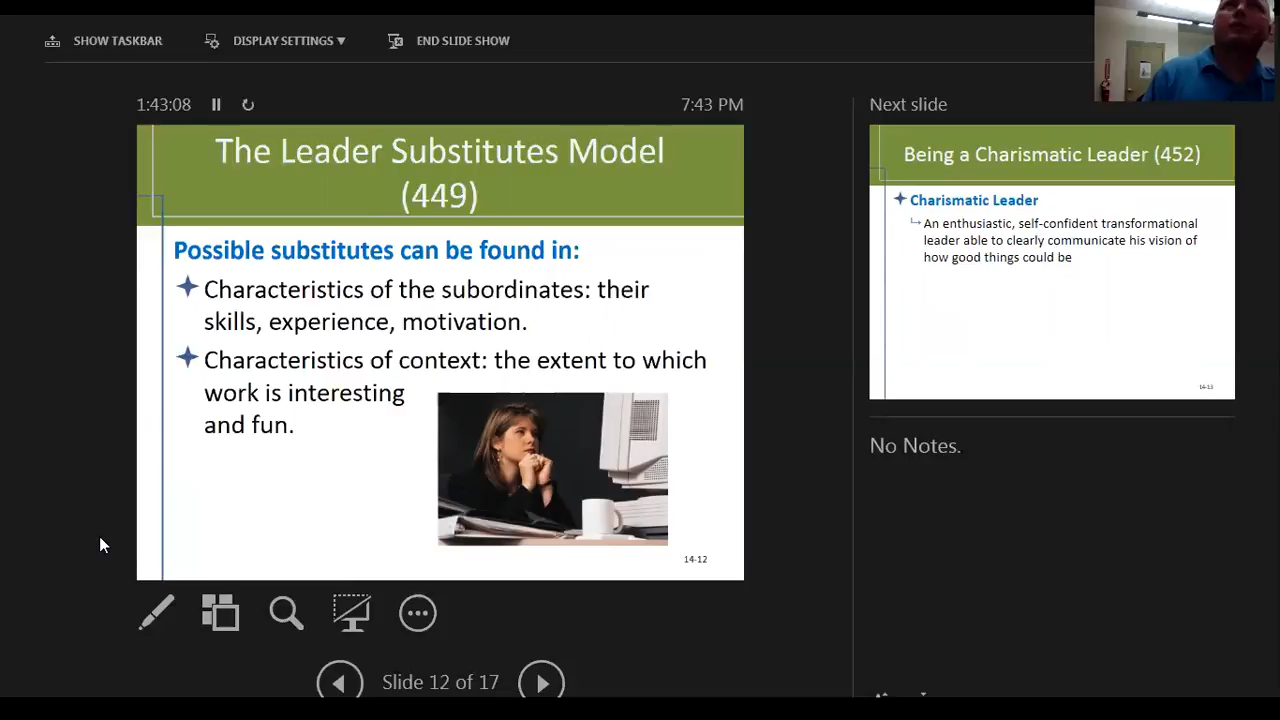 SHOW TASKBAR
DISPLAY SETTINGS ▼
END SLIDE SHOW
1:43:08
7:43 PM
The Leader Substitutes Model
(449)
Possible substitutes can be found in:
Characteristics of the subordinates: their
skills, experience, motivation.
Characteristics of context: the extent to which
work is interesting
and fun.
14-12
Slide 12 of 17
Next slide
Being a Charismatic Leader (452)
Charismatic Leader
An enthusiastic, self-confident transformational
leader able to clearly communicate his vision of
how good things could be
14-13
No Notes.